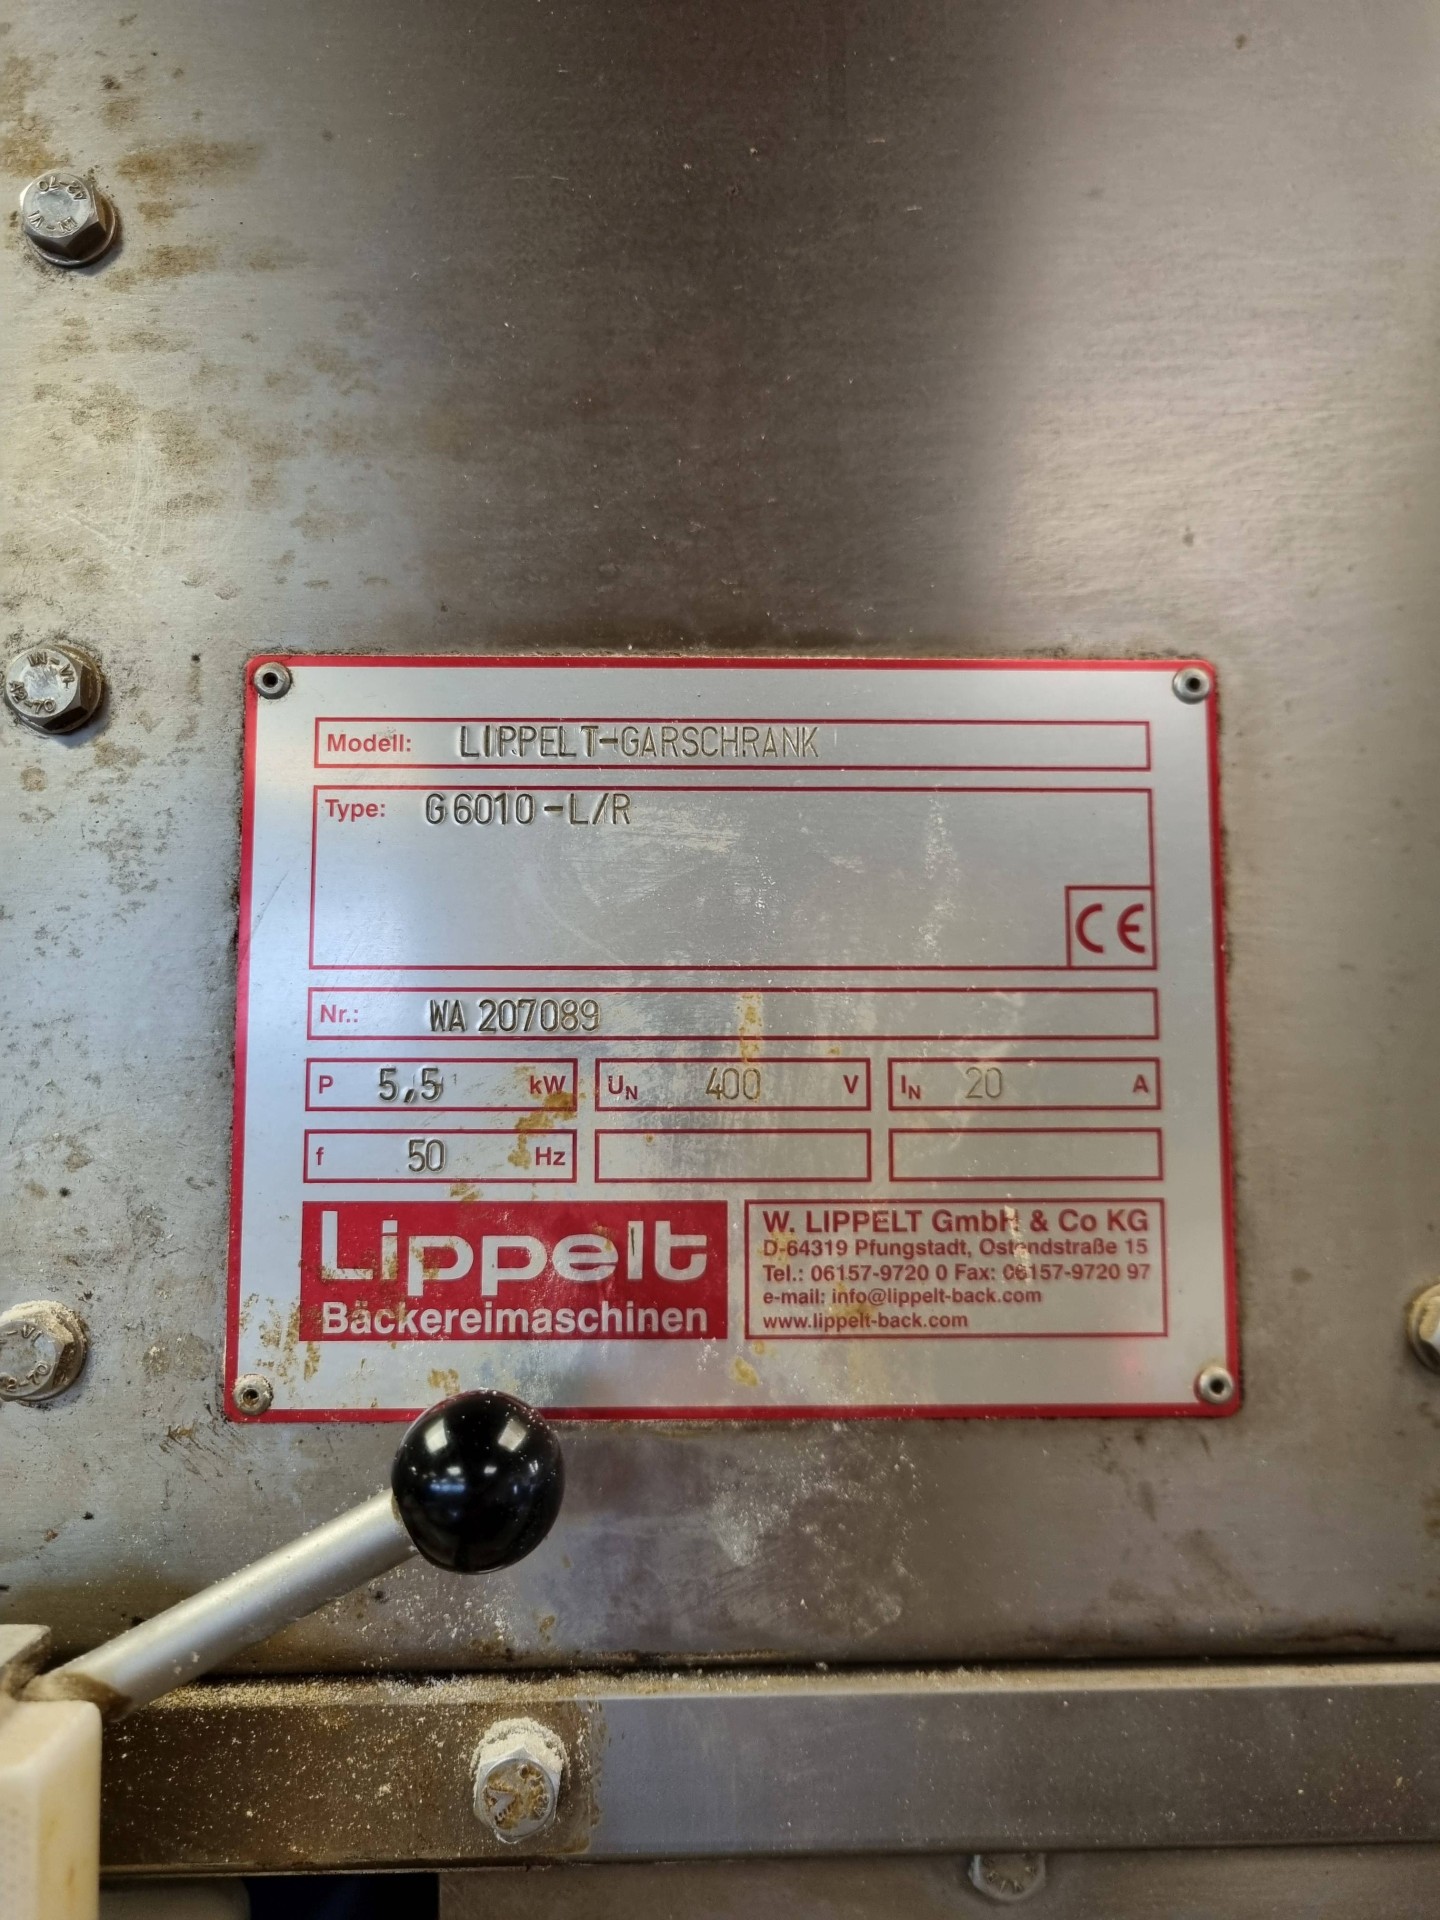 Modell: LIPPELT-GARSCHRANK
Type: G6010-L/R
CE
Nr.: WA 207089
P 5,5 kW UN 400 V IN 20 A
f 50 Hz
Lippelt
Bäckereimaschinen
W. LIPPELT GmbH & Co KG
D-64319 Pfungstadt, Ostendstraße 15
Tel.: 06157-9720 0 Fax: 06157-9720 97
e-mail: info@lippelt-back.com
www.lippelt-back.com